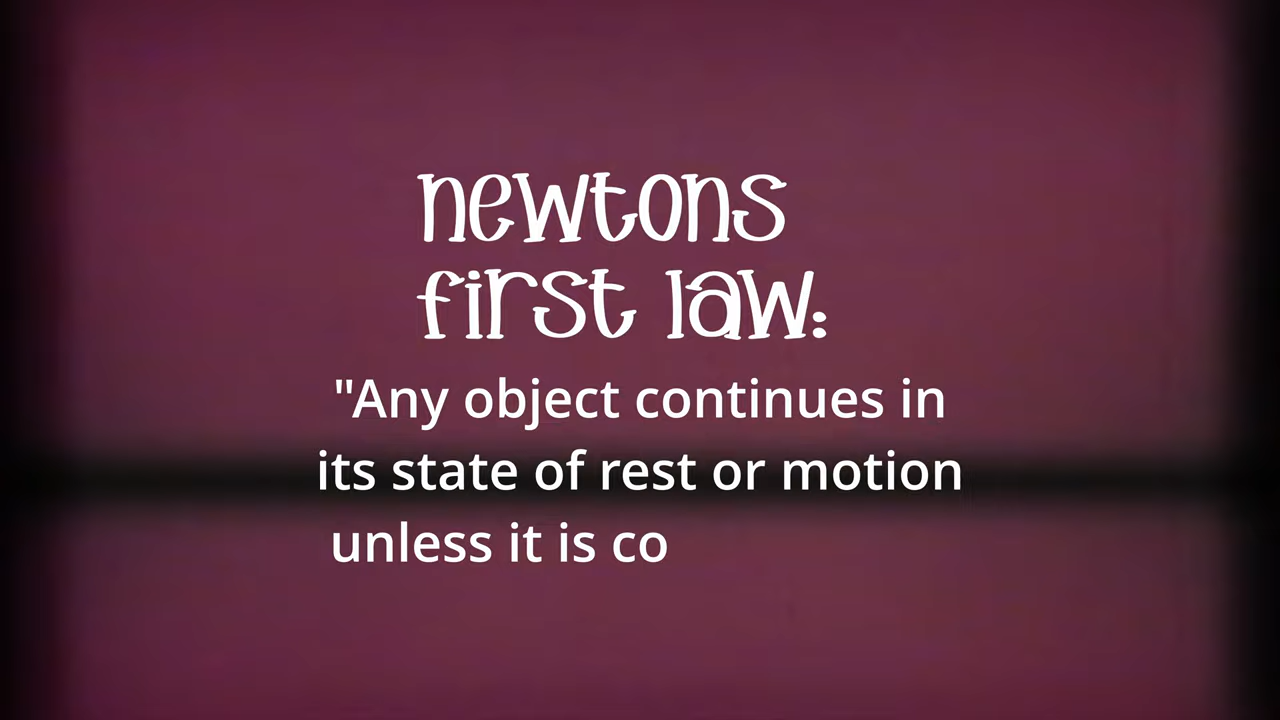 newtons
first law:
"Any object continues in
its state of rest or motion
unless it is co